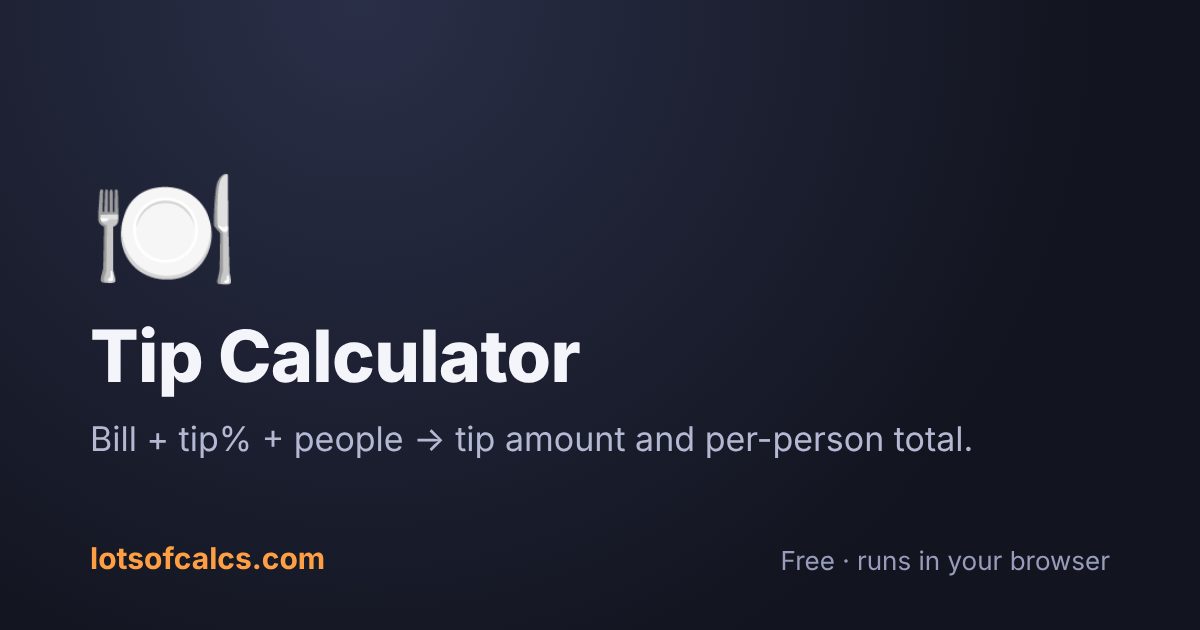 Tip Calculator
Bill + tip% + people → tip amount and per-person total.
lotsofcalcs.com
Free · runs in your browser